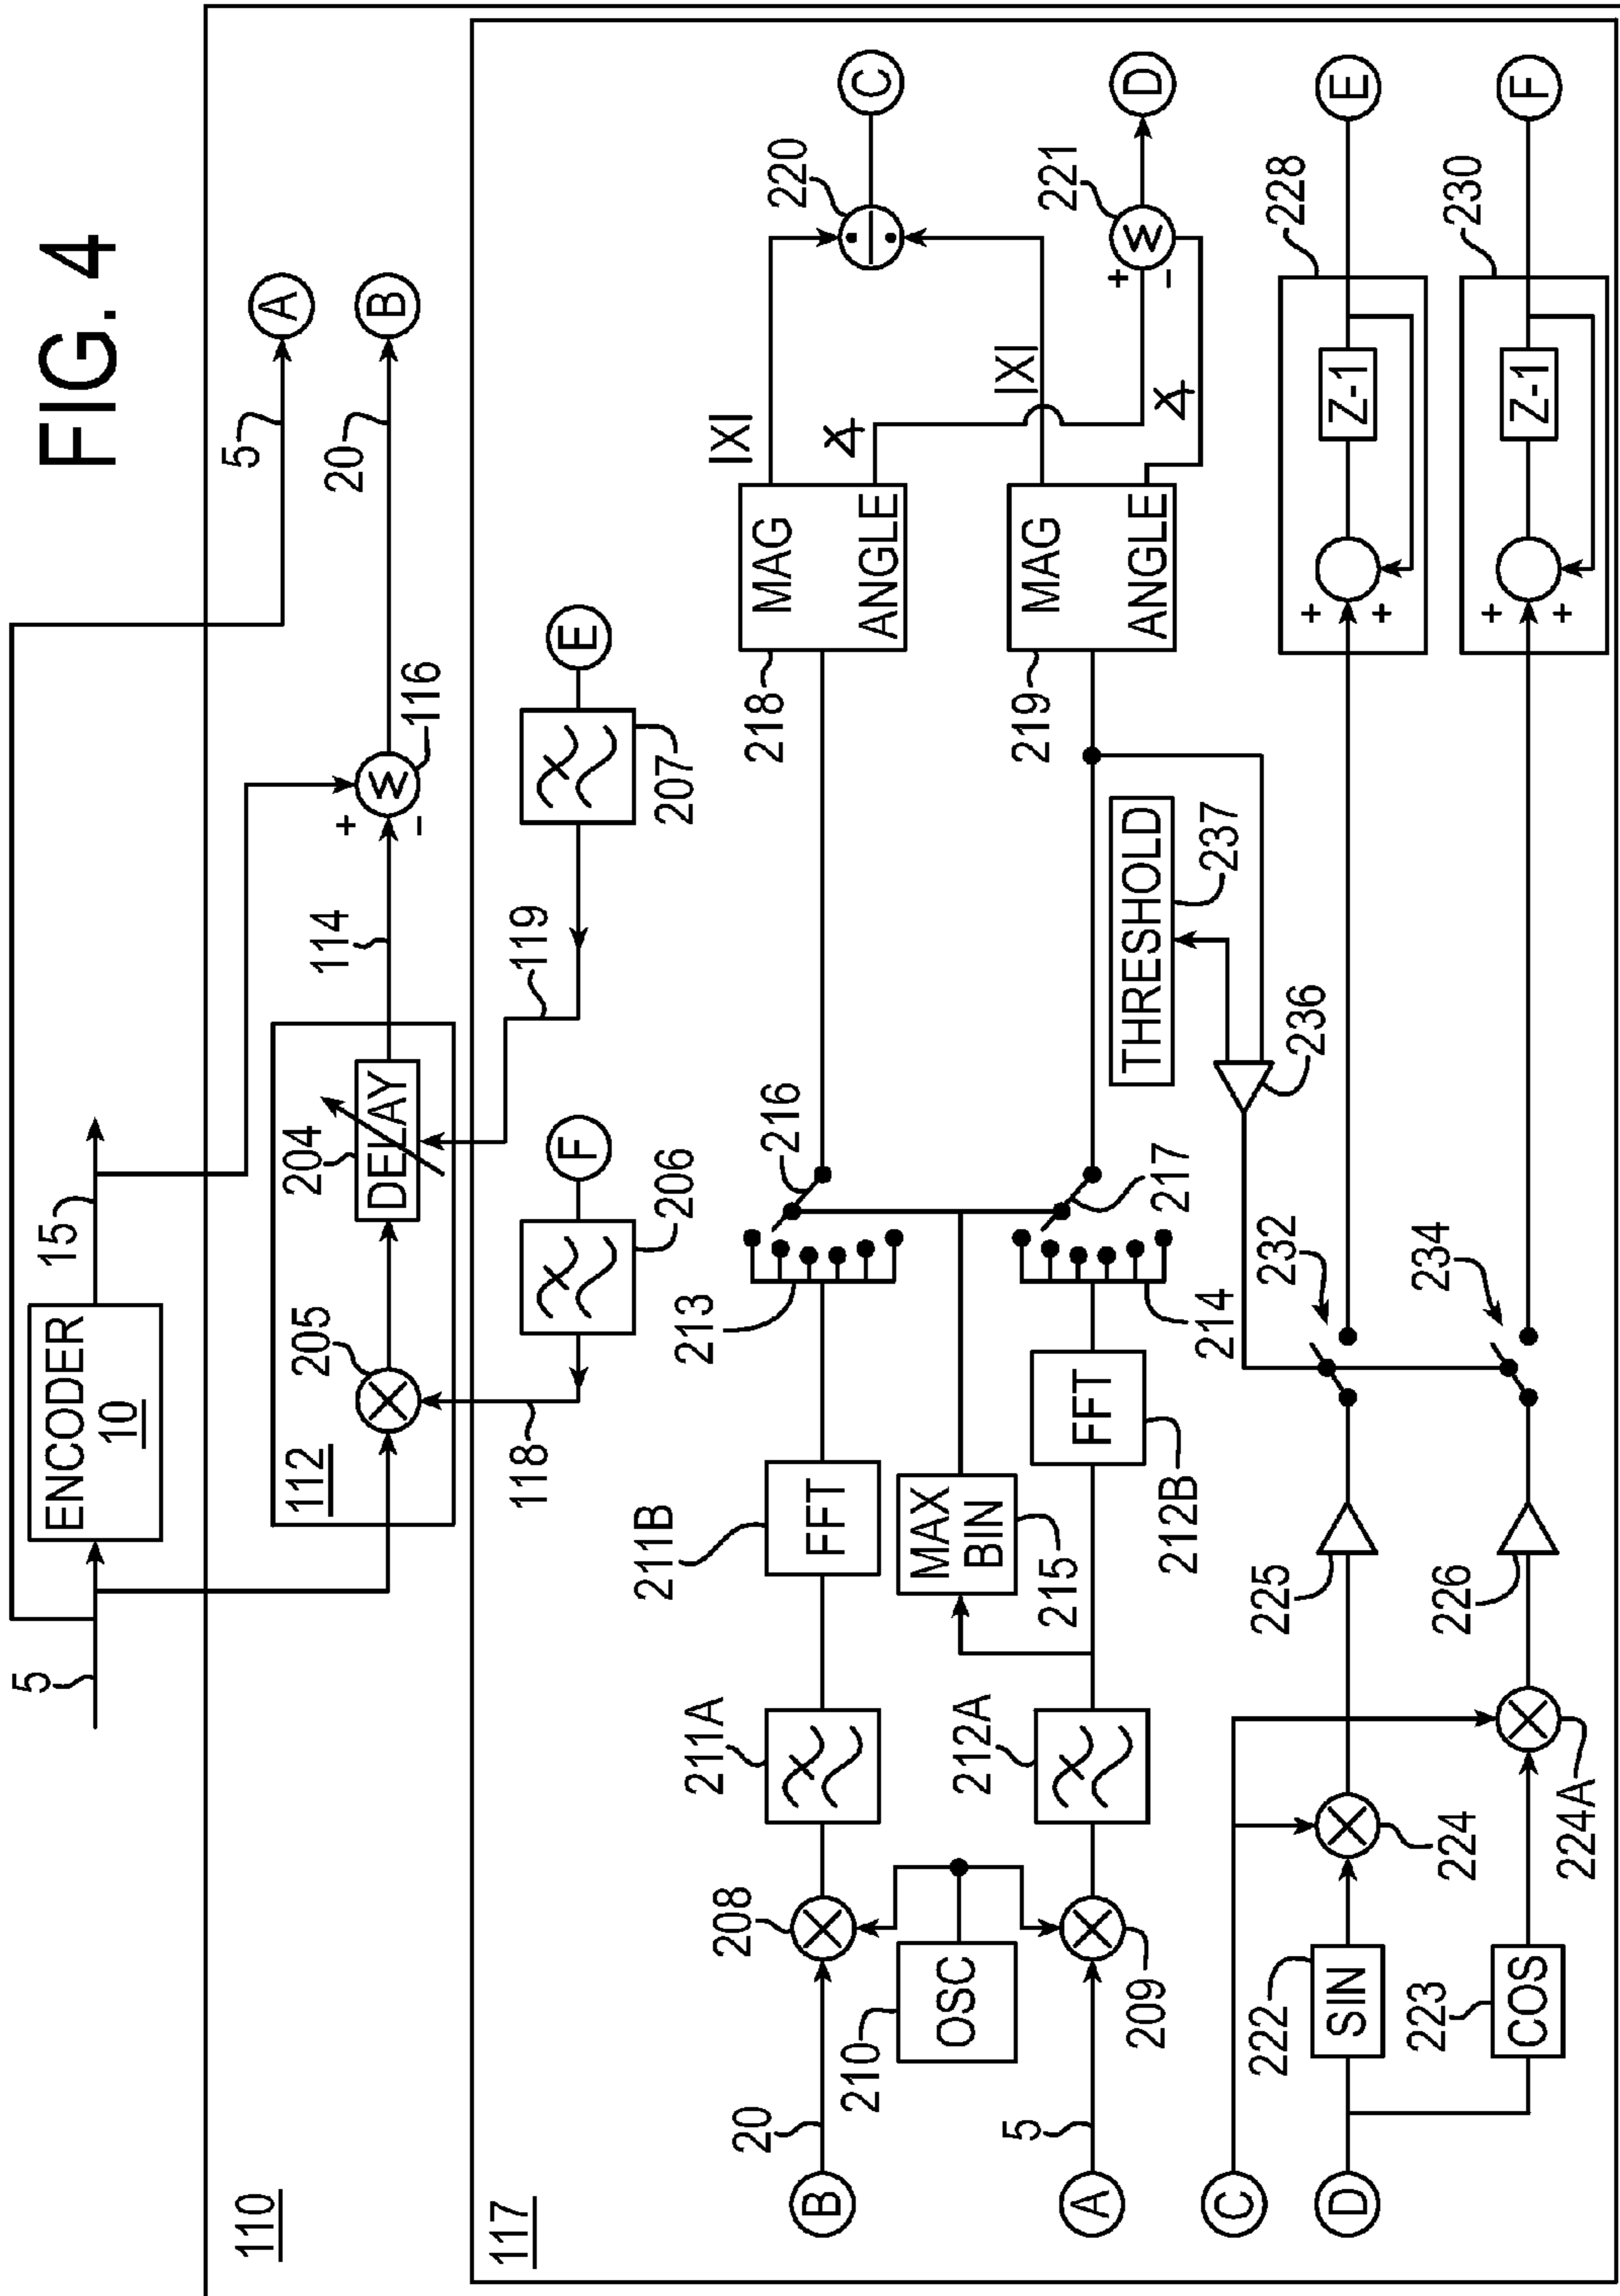 FIG. 4
5
ENCODER
10
15
5
A
20
B
110
112
205
204
DELAY
114
+
-
Σ
116
118
F
206
119
E
207
117
B
20
208
211A
211B
FFT
213
216
218
MAG
ANGLE
|X|
∡
220
C
210
OSC
MAX
BIN
215
A
5
209
212A
FFT
212B
214
217
219
MAG
ANGLE
|X|
∡
+
-
Σ
221
D
THRESHOLD
237
236
C
D
222
SIN
224
225
232
+
+
Z-1
228
E
223
COS
224A
226
234
+
+
Z-1
230
F